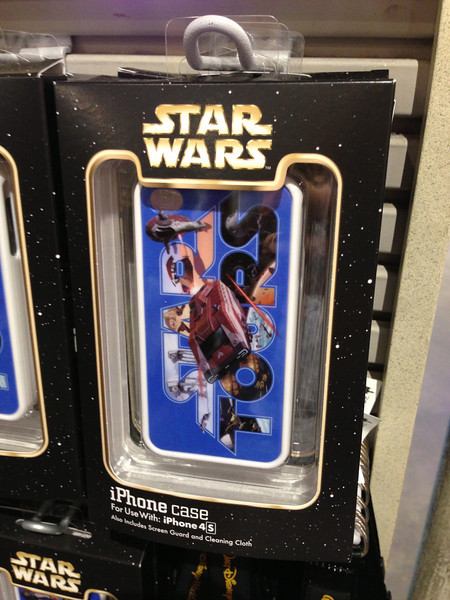 STAR
WARS
STAR
TOURS
iPhone case
For Use With: iPhone 4S
Also Includes Screen Guard and Cleaning Cloth
STAR
WARS